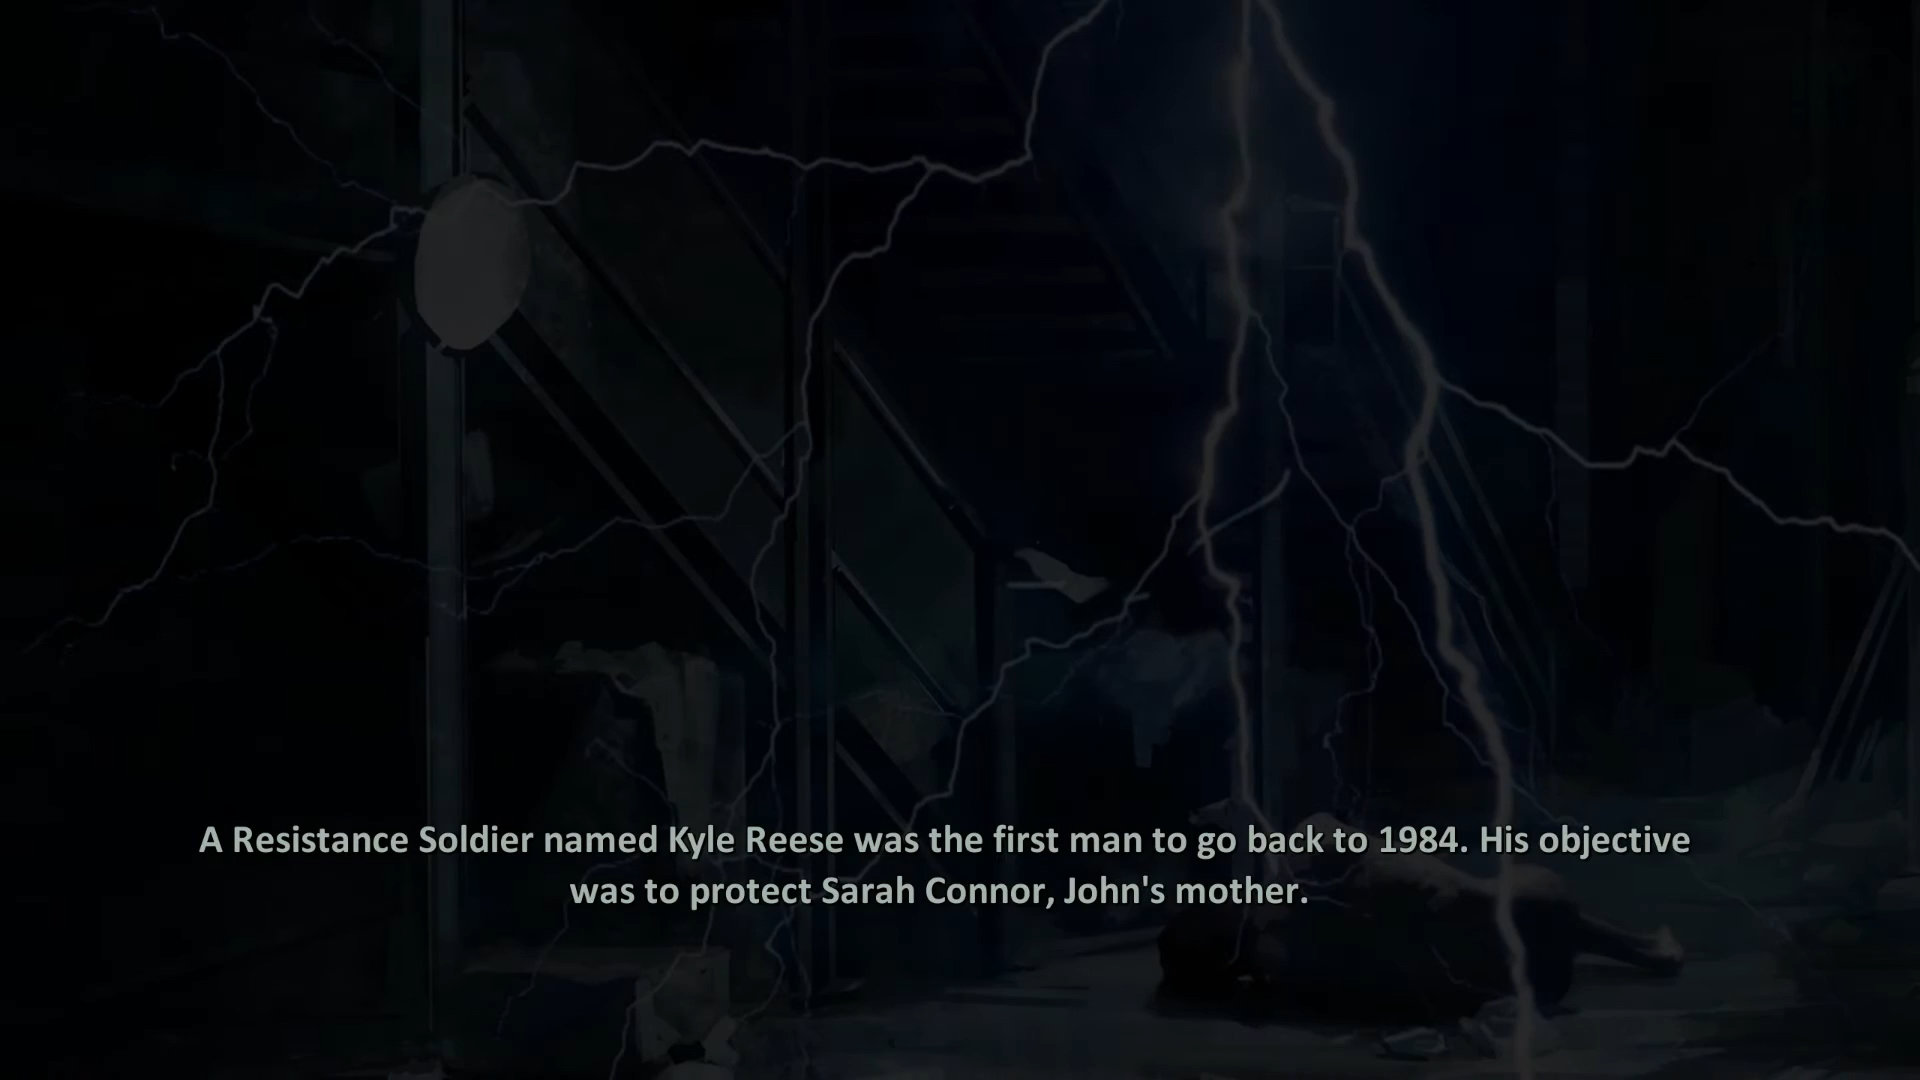 A Resistance Soldier named Kyle Reese was the first man to go back to 1984. His objective
was to protect Sarah Connor, John's mother.